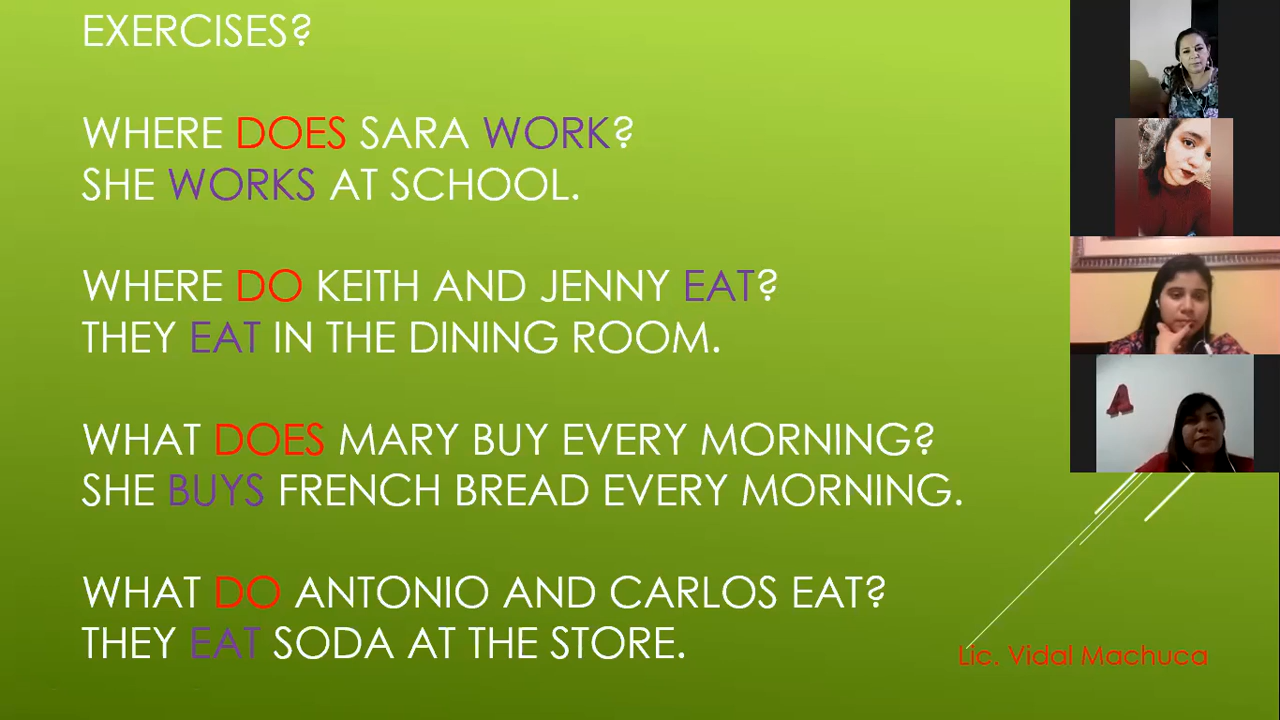 EXERCISES?
WHERE DOES SARA WORK?
SHE WORKS AT SCHOOL.
WHERE DO KEITH AND JENNY EAT?
THEY EAT IN THE DINING ROOM.
WHAT DOES MARY BUY EVERY MORNING?
SHE BUYS FRENCH BREAD EVERY MORNING.
WHAT DO ANTONIO AND CARLOS EAT?
THEY EAT SODA AT THE STORE.
Lic. Vidal Machuca